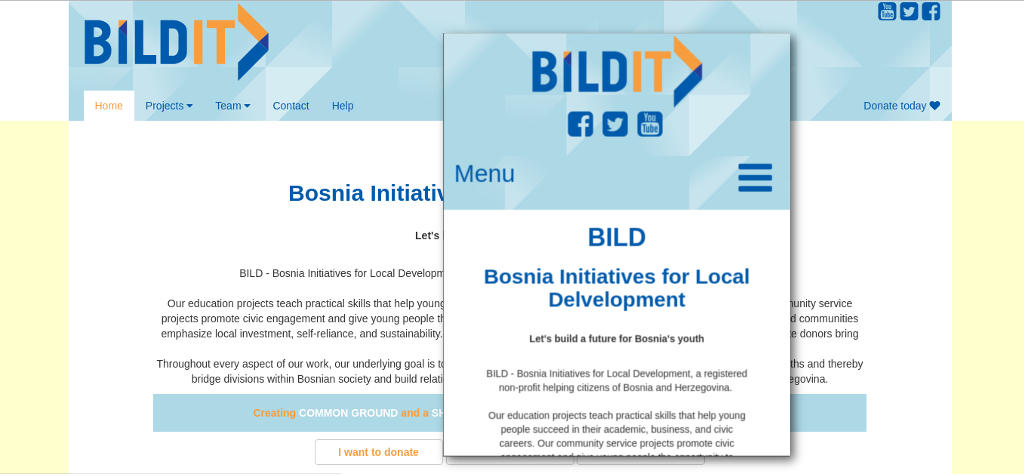 BILDIT
You Tube
Home Projects Team Contact Help Donate today
Bosnia Initiativ
Let's
BILD - Bosnia Initiatives for Local Developm
Our education projects teach practical skills that help young
projects promote civic engagement and give young people th
emphasize local investment, self-reliance, and sustainability.
munity service
d communities
te donors bring
Throughout every aspect of our work, our underlying goal is to
bridge divisions within Bosnian society and build relati
ths and thereby
egovina.
Creating COMMON GROUND and a SH
I want to donate
BILDIT
You Tube
Menu
BILD
Bosnia Initiatives for Local
Delvelopment
Let's build a future for Bosnia's youth
BILD - Bosnia Initiatives for Local Development, a registered
non-profit helping citizens of Bosnia and Herzegovina.
Our education projects teach practical skills that help young
people succeed in their academic, business, and civic
careers. Our community service projects promote civic